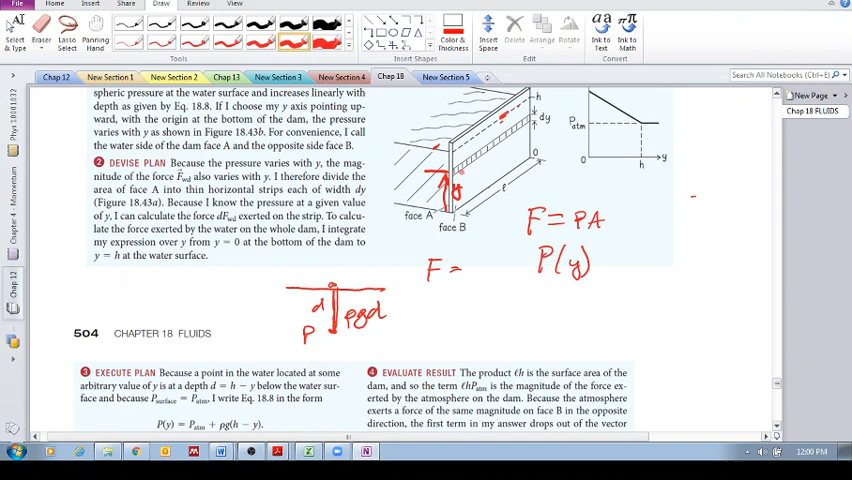 File Home Insert Draw History Review View
Select & Type Eraser Lasso Select Panning Hand Color & Thickness Insert Space Delete Arrange Rotate Ink to Text Ink to Math
Tools Insert Shapes Edit Convert
Chap 12 New Section 1 New Section 2 Chap 13 New Section 3 New Section 4 Chap 18 New Section 5 Search All Notebooks (Ctrl+E)
New Page
Chap 18 FLUIDS
Phys 10041032
Chapter 4 - Momentum
Chap 12
spheric pressure at the water surface and increases linearly with
depth as given by Eq. 18.8. If I choose my y axis pointing up-
ward, with the origin at the bottom of the dam, the pressure
varies with y as shown in Figure 18.43b. For convenience, I call
the water side of the dam face A and the opposite side face B.
❷ DEVISE PLAN Because the pressure varies with y, the mag-
nitude of the force F⃗wd also varies with y. I therefore divide the
area of face A into thin horizontal strips each of width dy
(Figure 18.43a). Because I know the pressure at a given value
of y, I can calculate the force dFwd exerted on the strip. To calcu-
late the force exerted by the water on the whole dam, I integrate
my expression over y from y = 0 at the bottom of the dam to
y = h at the water surface.
h
dy
0
ℓ
y
face A
face B
Patm
0
h
y
F = PA
P(y)
F =
d
ρgd
P
504 CHAPTER 18 FLUIDS
❸ EXECUTE PLAN Because a point in the water located at some
arbitrary value of y is at a depth d = h − y below the water sur-
face and because Psurface = Patm, I write Eq. 18.8 in the form
P(y) = Patm + ρg(h − y).
❹ EVALUATE RESULT The product ℓh is the surface area of the
dam, and so the term ℓhPatm is the magnitude of the force ex-
erted by the atmosphere on the dam. Because the atmosphere
exerts a force of the same magnitude on face B in the opposite
direction, the first term in my answer drops out of the vector
12:00 PM